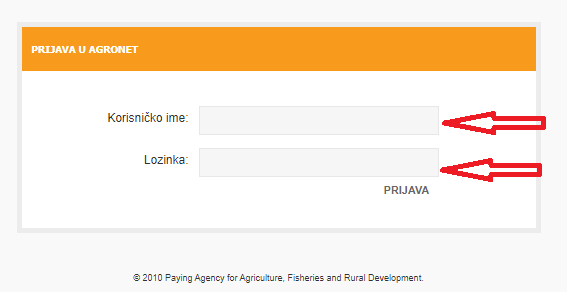 PRIJAVA U AGRONET
Korisničko ime:
Lozinka:
PRIJAVA
© 2010 Paying Agency for Agriculture, Fisheries and Rural Development.